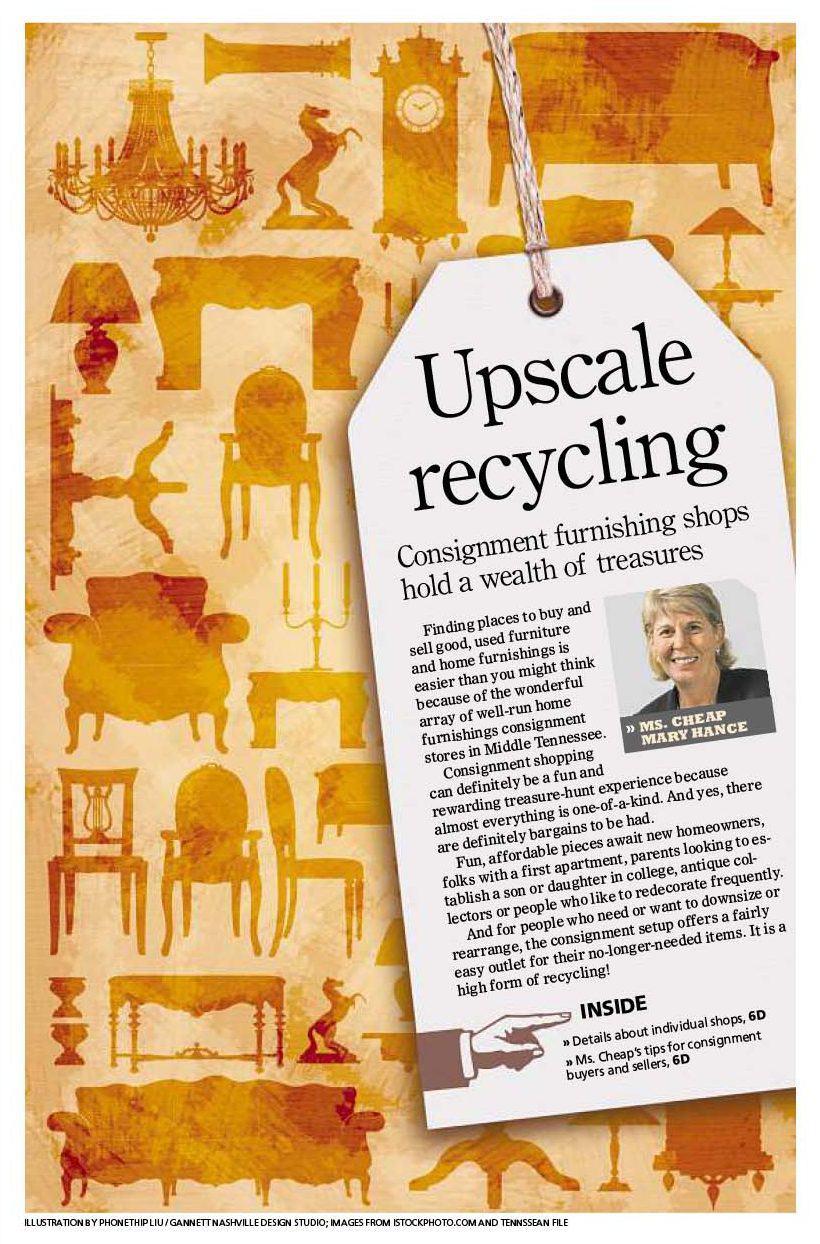 Upscale
recycling
Consignment furnishing shops
hold a wealth of treasures
Finding places to buy and
sell good, used furniture
and home furnishings is
easier than you might think
because of the wonderful
array of well-run home
furnishings consignment
stores in Middle Tennessee.
Consignment shopping
can definitely be a fun and
rewarding treasure-hunt experience because
almost everything is one-of-a-kind. And yes, there
are definitely bargains to be had.
Fun, affordable pieces await new homeowners,
folks with a first apartment, parents looking to es-
tablish a son or daughter in college, antique col-
lectors or people who like to redecorate frequently.
And for people who need or want to downsize or
rearrange, the consignment setup offers a fairly
easy outlet for their no-longer-needed items. It is a
high form of recycling!
» MS. CHEAP
MARY HANCE
INSIDE
» Details about individual shops, 6D
» Ms. Cheap's tips for consignment
buyers and sellers, 6D
ILLUSTRATION BY PHONETHIP LIU / GANNETT NASHVILLE DESIGN STUDIO; IMAGES FROM ISTOCKPHOTO.COM AND TENNSSEAN FILE